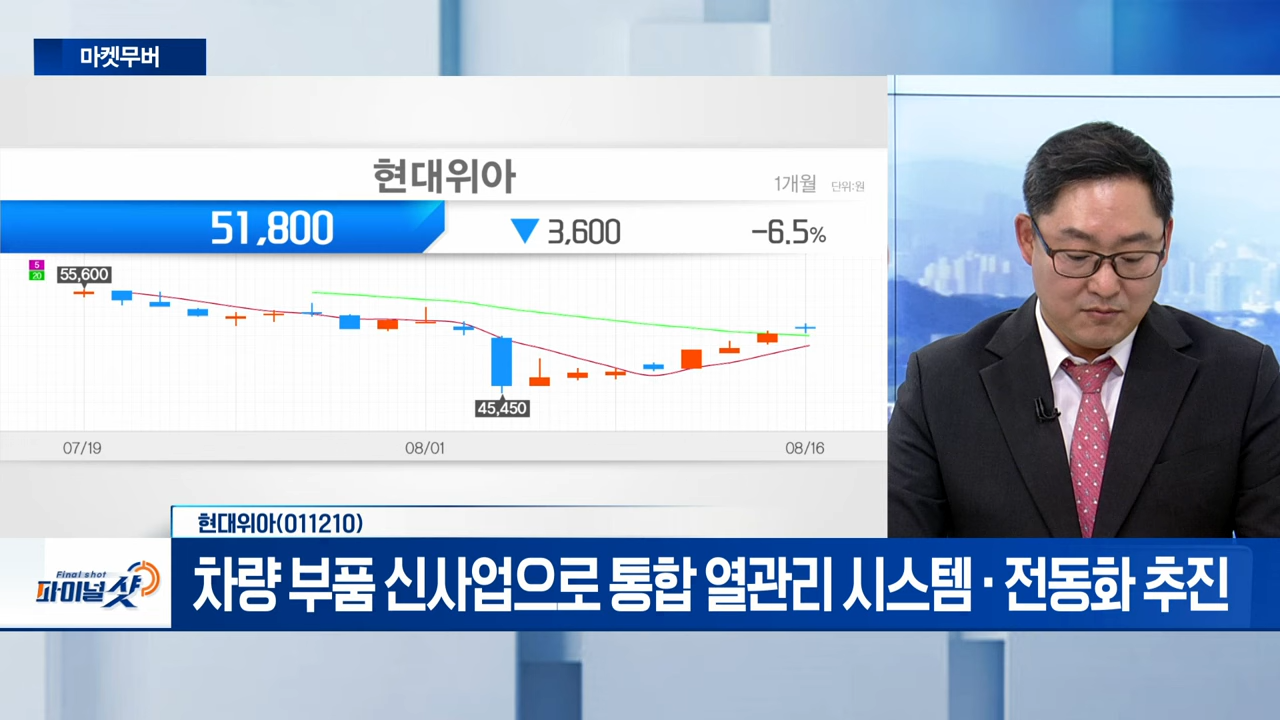 마켓무버
현대위아
1개월 단위:원
51,800 ▼3,600 -6.5%
5
20
55,600
45,450
07/19 08/01 08/16
현대위아(011210)
Final shot
파이널샷
차량 부품 신사업으로 통합 열관리 시스템·전동화 추진